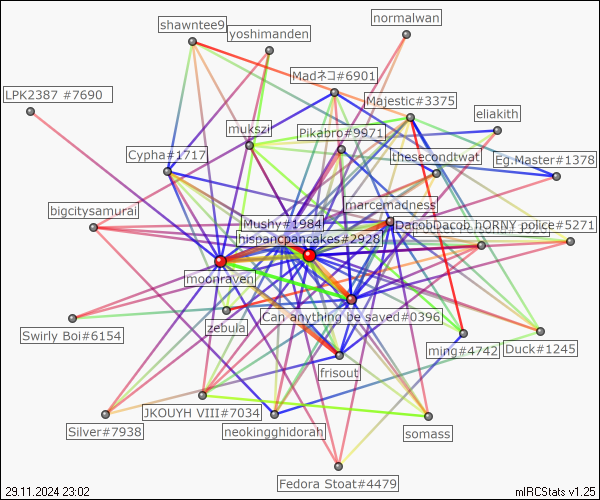 shawntee9
yoshimanden
normalwan
Madネコ#6901
LPK2387 #7690
Majestic#3375
eliakith
mukszi
Pikabro#9971
Cypha#1717
thesecondtwat
Eg.Master#1378
bigcitysamurai
marcemadness
Mushy#1984
DacobDacob
hORNY police#5271
hispancpancakes#2928
moonraven
zebula
Can anything be saved#0396
Swirly Boi#6154
ming#4742
Duck#1245
frisout
JKOUYH VIII#7034
Silver#7938
neokingghidorah
somass
Fedora Stoat#4479
29.11.2024 23:02
mIRCStats v1.25